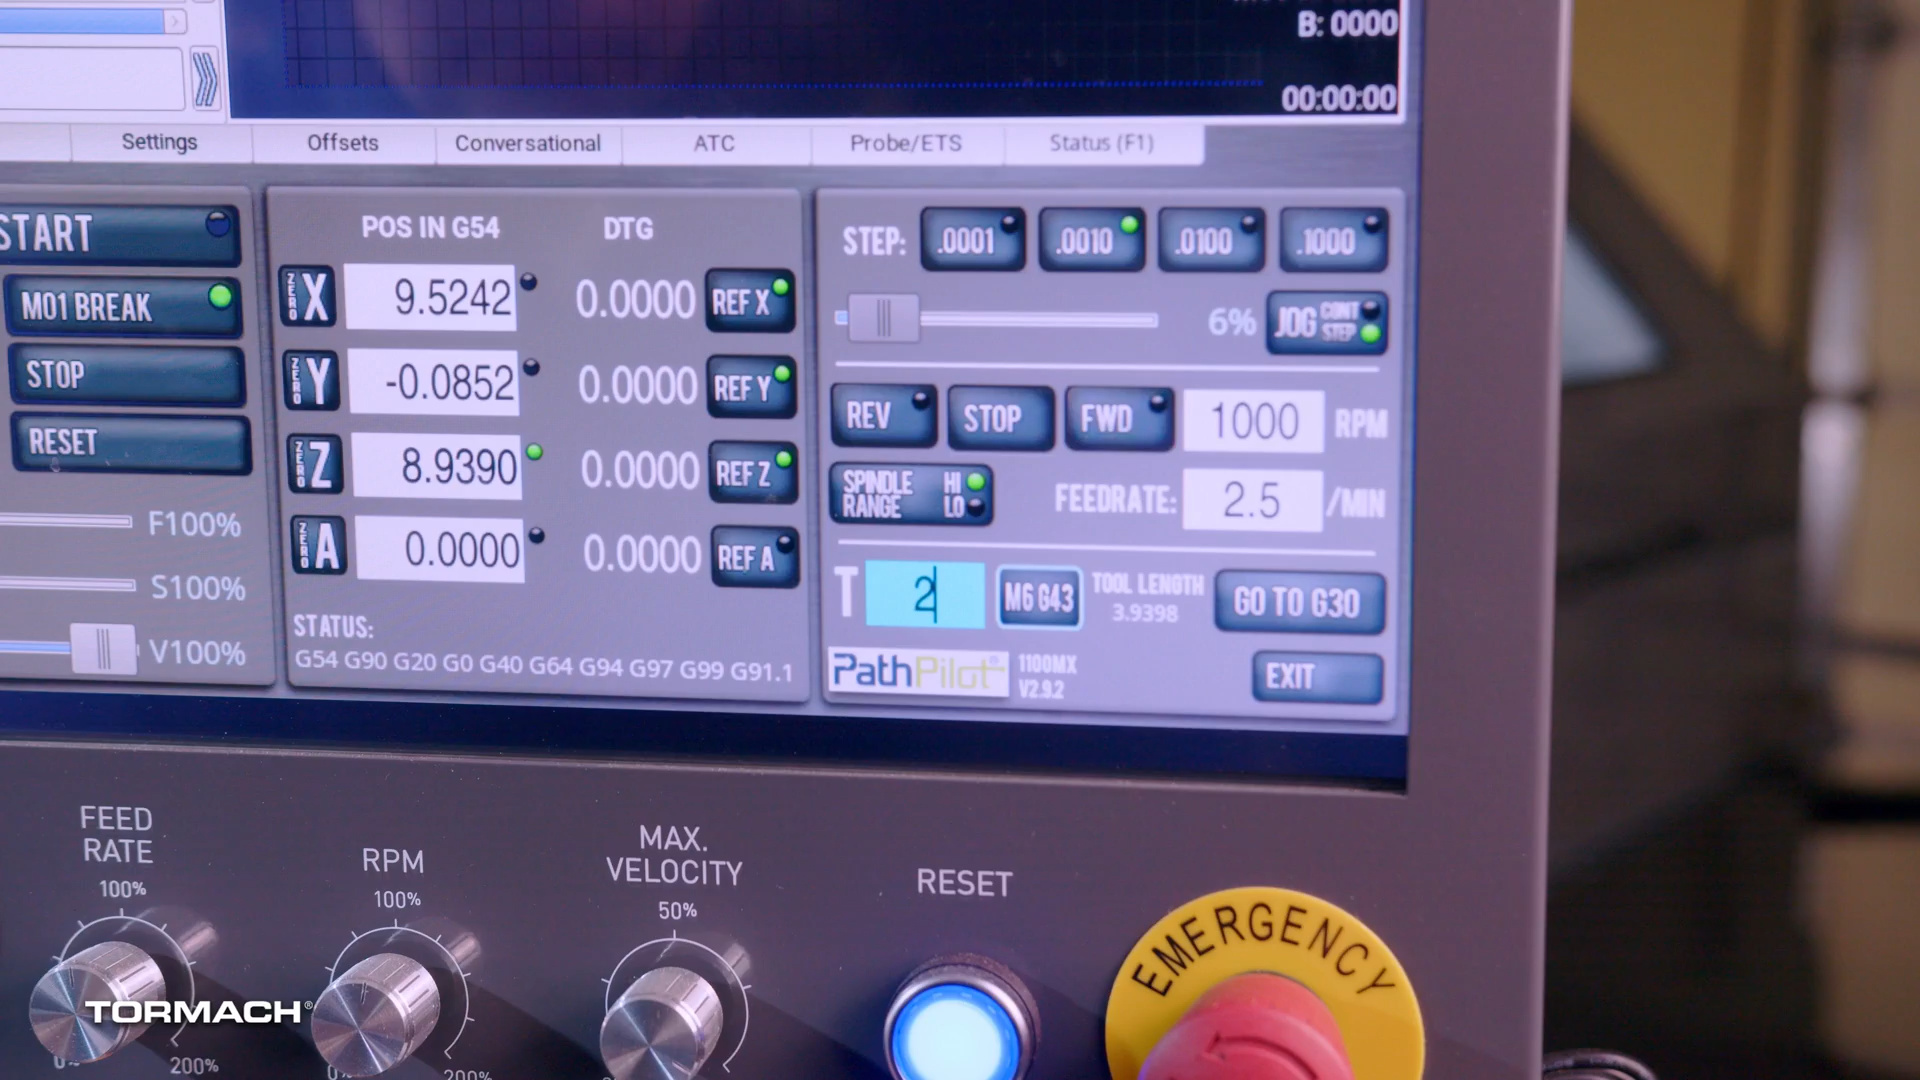 B: 0000
00:00:00
Settings
Offsets
Conversational
ATC
Probe/ETS
Status (F1)
START
M01 BREAK
STOP
RESET
F100%
S100%
V100%
POS IN G54
DTG
ZERO X
9.5242
0.0000
REF X
ZERO Y
-0.0852
0.0000
REF Y
ZERO Z
8.9390
0.0000
REF Z
ZERO A
0.0000
0.0000
REF A
STATUS:
G54 G90 G20 G0 G40 G64 G94 G97 G99 G91.1
STEP:
.0001
.0010
.0100
.1000
6%
JOG CONT STEP
REV
STOP
FWD
1000
RPM
SPINDLE RANGE HI LO
FEEDRATE:
2.5
/MIN
T
2
M6 G43
TOOL LENGTH
3.9398
GO TO G30
PathPilot®
1100MX
V2.9.2
EXIT
FEED
RATE
100%
0%
200%
RPM
100%
0%
200%
MAX.
VELOCITY
50%
RESET
EMERGENCY
TORMACH®